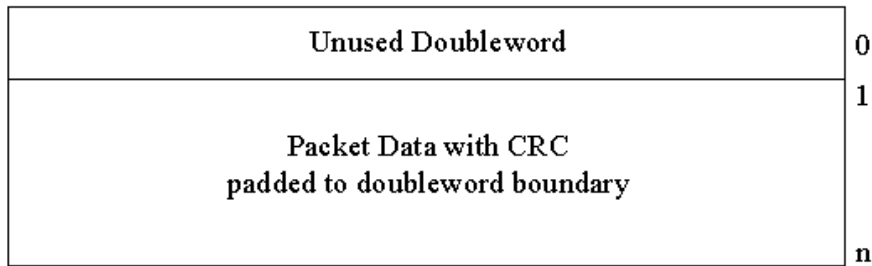 Unused Doubleword 0
1
Packet Data with CRC
padded to doubleword boundary
n